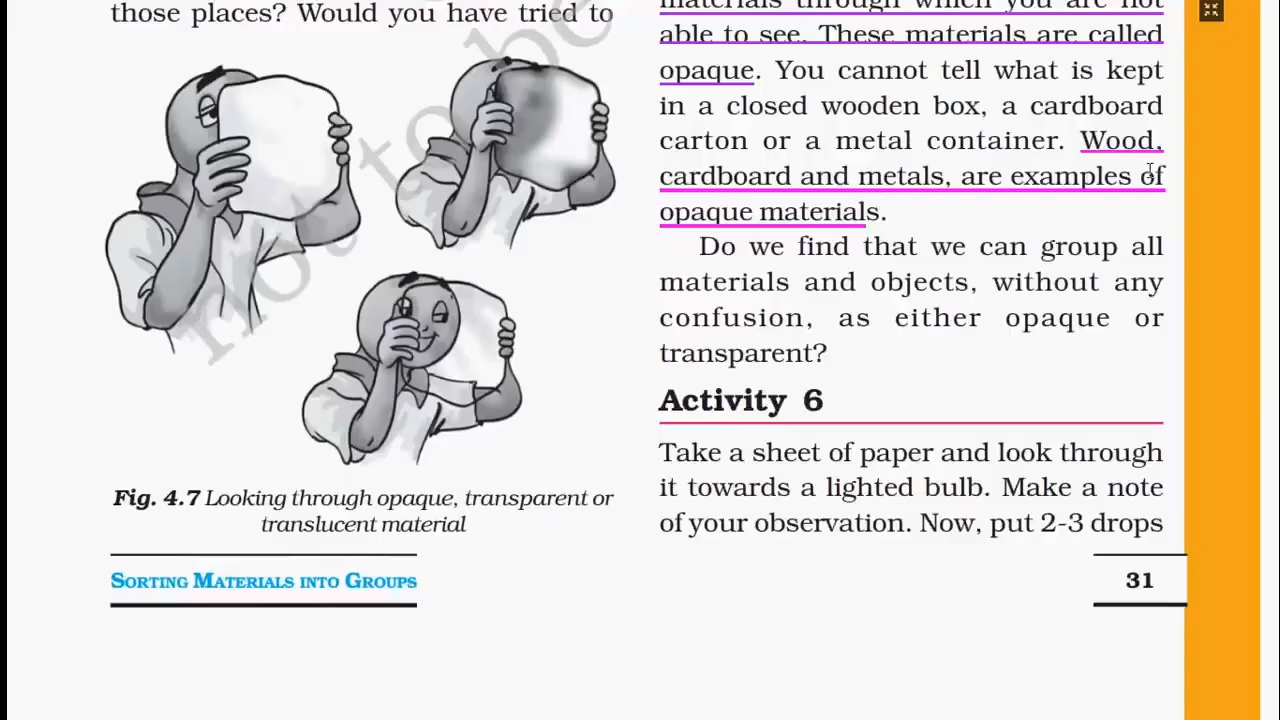 those places? Would you have tried to
Fig. 4.7 Looking through opaque, transparent or
translucent material
materials through which you are not
able to see. These materials are called
opaque. You cannot tell what is kept
in a closed wooden box, a cardboard
carton or a metal container. Wood,
cardboard and metals, are examples of
opaque materials.
Do we find that we can group all
materials and objects, without any
confusion, as either opaque or
transparent?
Activity 6
Take a sheet of paper and look through
it towards a lighted bulb. Make a note
of your observation. Now, put 2-3 drops
SORTING MATERIALS INTO GROUPS
31
not to be